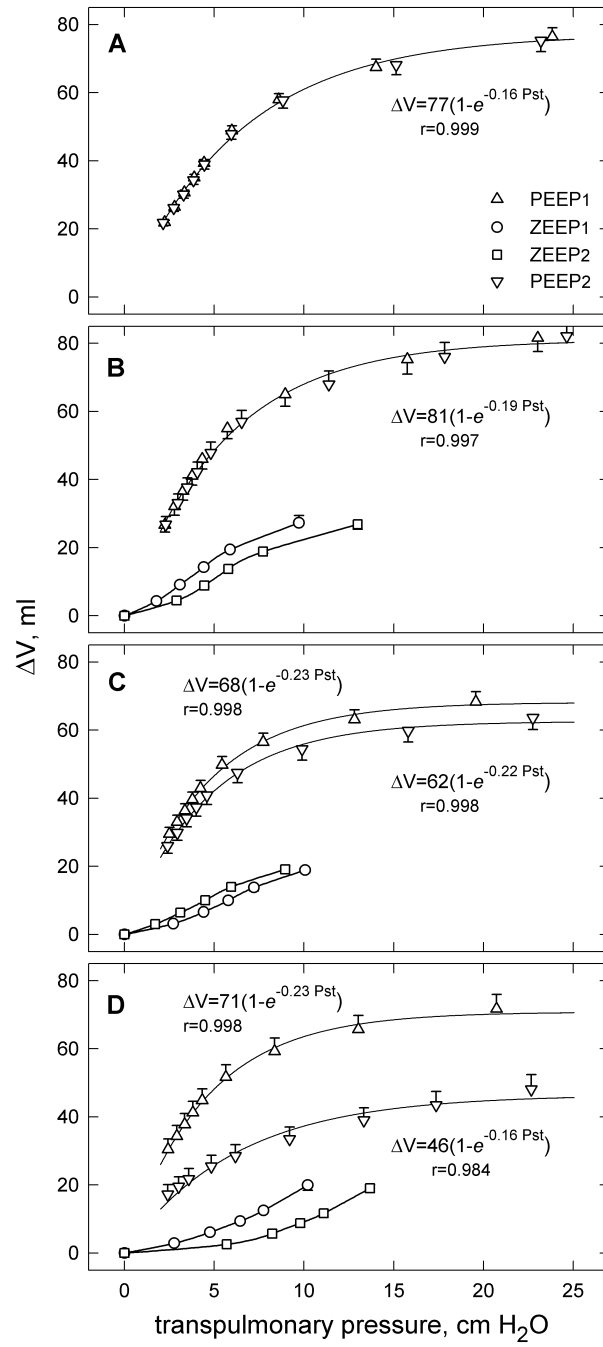 A
80
60
40
20
0
ΔV=77(1-e^-0.16 Pst)
r=0.999
PEEP1
ZEEP1
ZEEP2
PEEP2
B
80
60
40
20
0
ΔV=81(1-e^-0.19 Pst)
r=0.997
ΔV, ml
C
80
60
40
20
0
ΔV=68(1-e^-0.23 Pst)
r=0.998
ΔV=62(1-e^-0.22 Pst)
r=0.998
D
80
60
40
20
0
ΔV=71(1-e^-0.23 Pst)
r=0.998
ΔV=46(1-e^-0.16 Pst)
r=0.984
0 5 10 15 20 25
transpulmonary pressure, cm H₂O